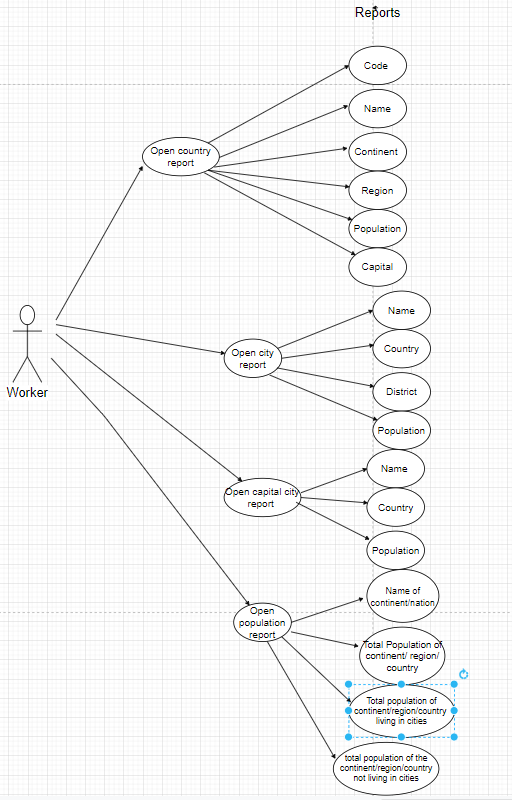 Reports
Code
Name
Open country
report
Continent
Region
Population
Capital
Name
Open city
report
Country
District
Worker
Population
Name
Open capital city
report
Country
Population
Name of
continent/nation
Open
population
report
Total Population of
continent/ region/
country
Total population of
continent/region/country
living in cities
total population of the
continent/region/country
not living in cities